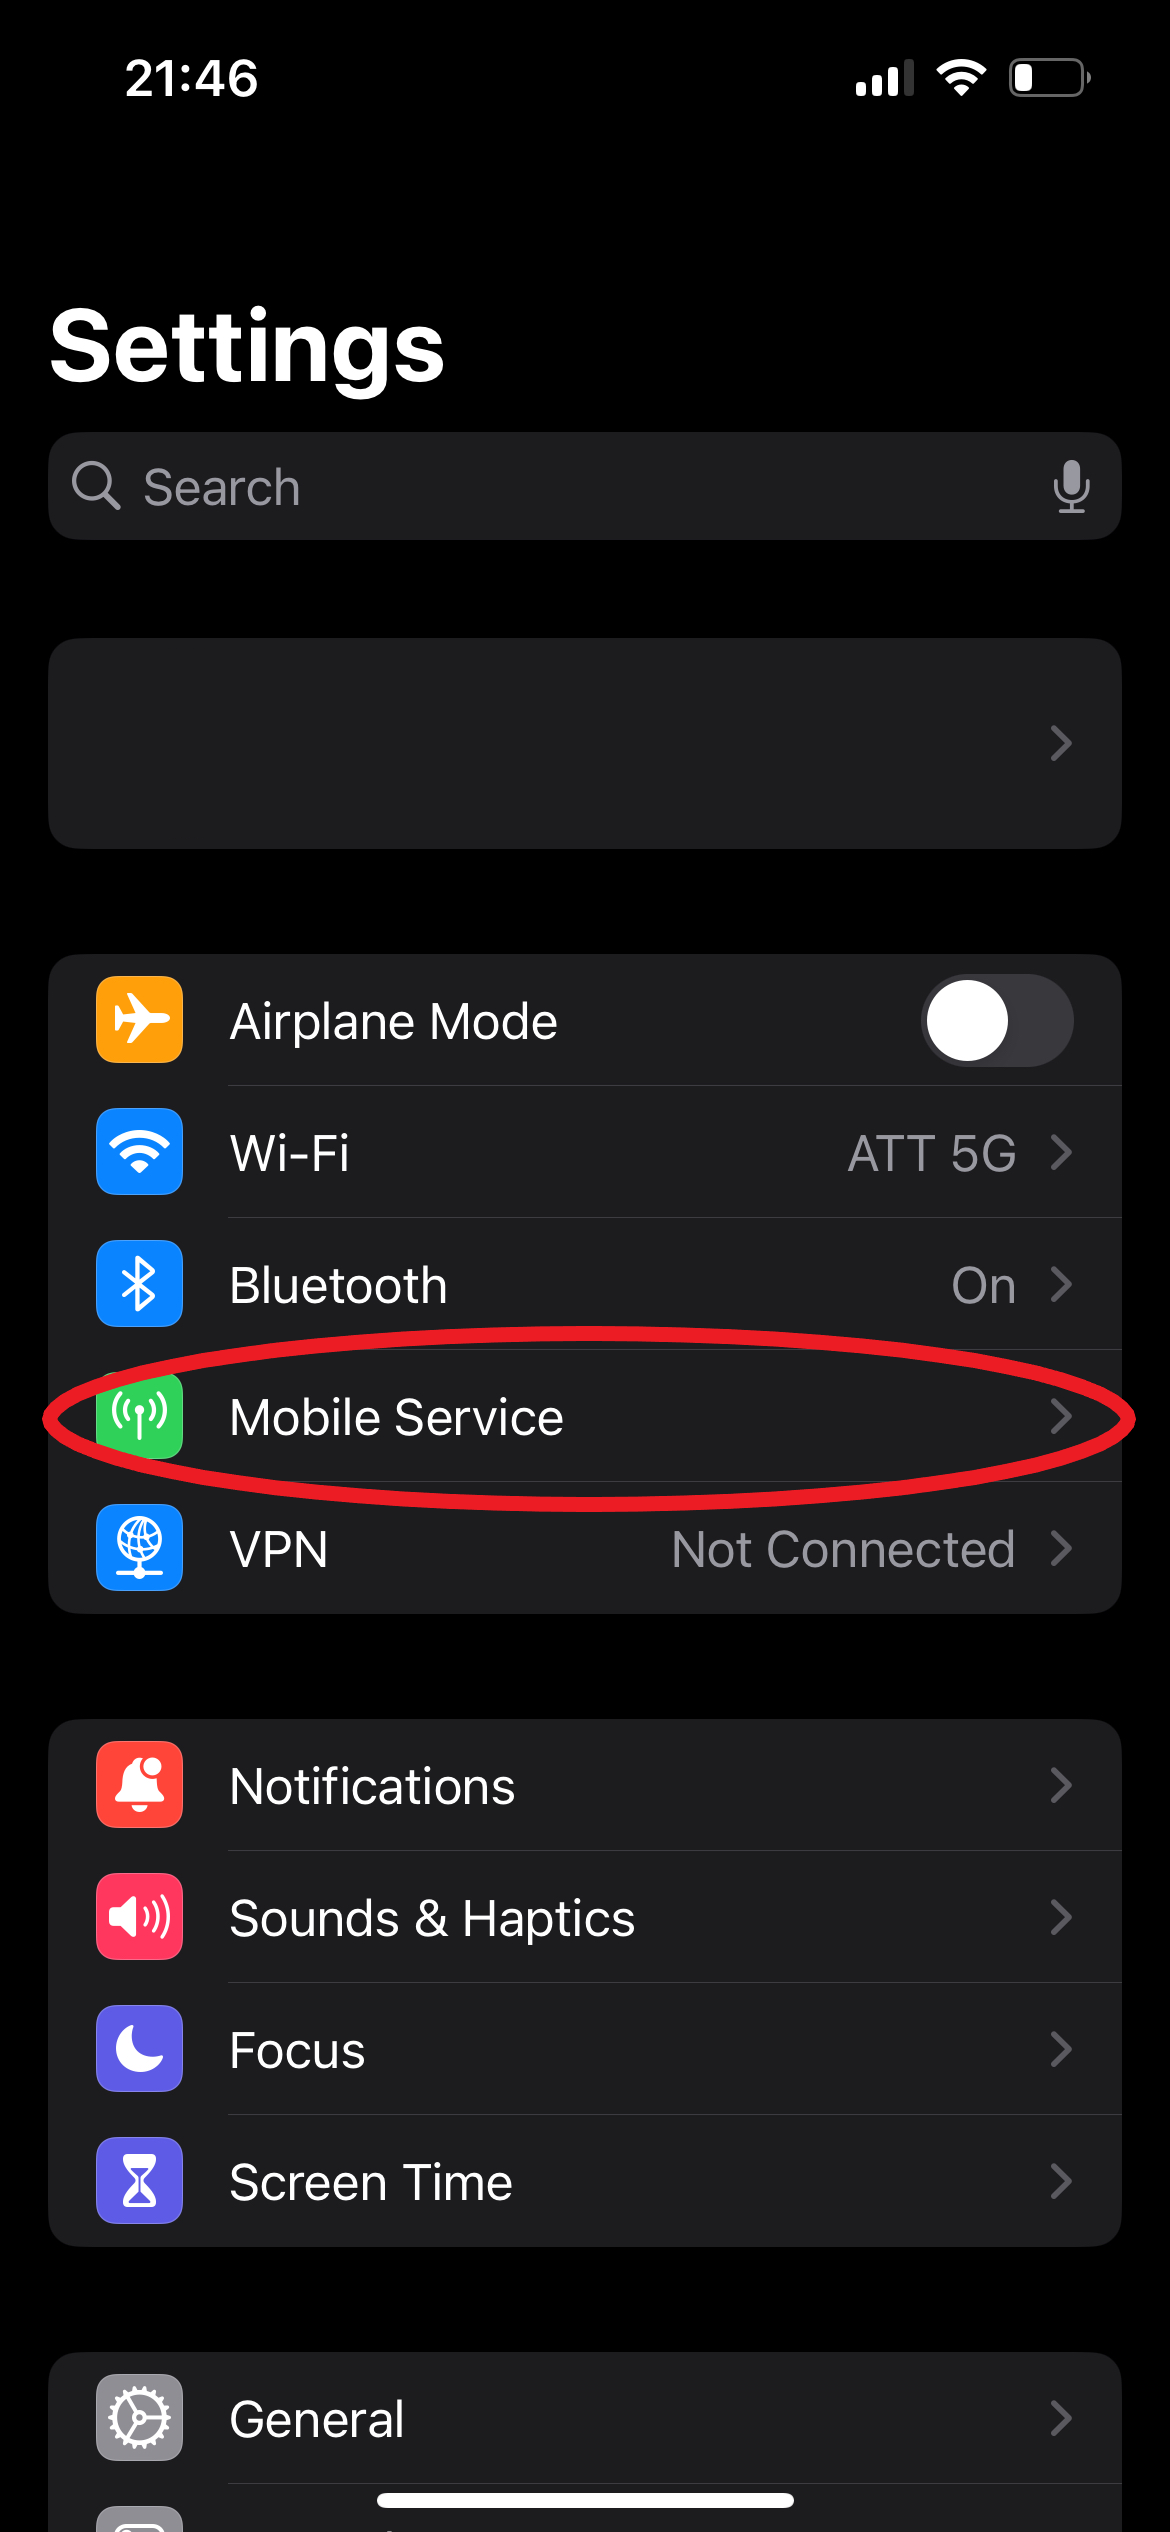 21:46
Settings
Search
Airplane Mode
Wi-Fi ATT 5G
Bluetooth On
Mobile Service
VPN Not Connected
Notifications
Sounds & Haptics
Focus
Screen Time
General